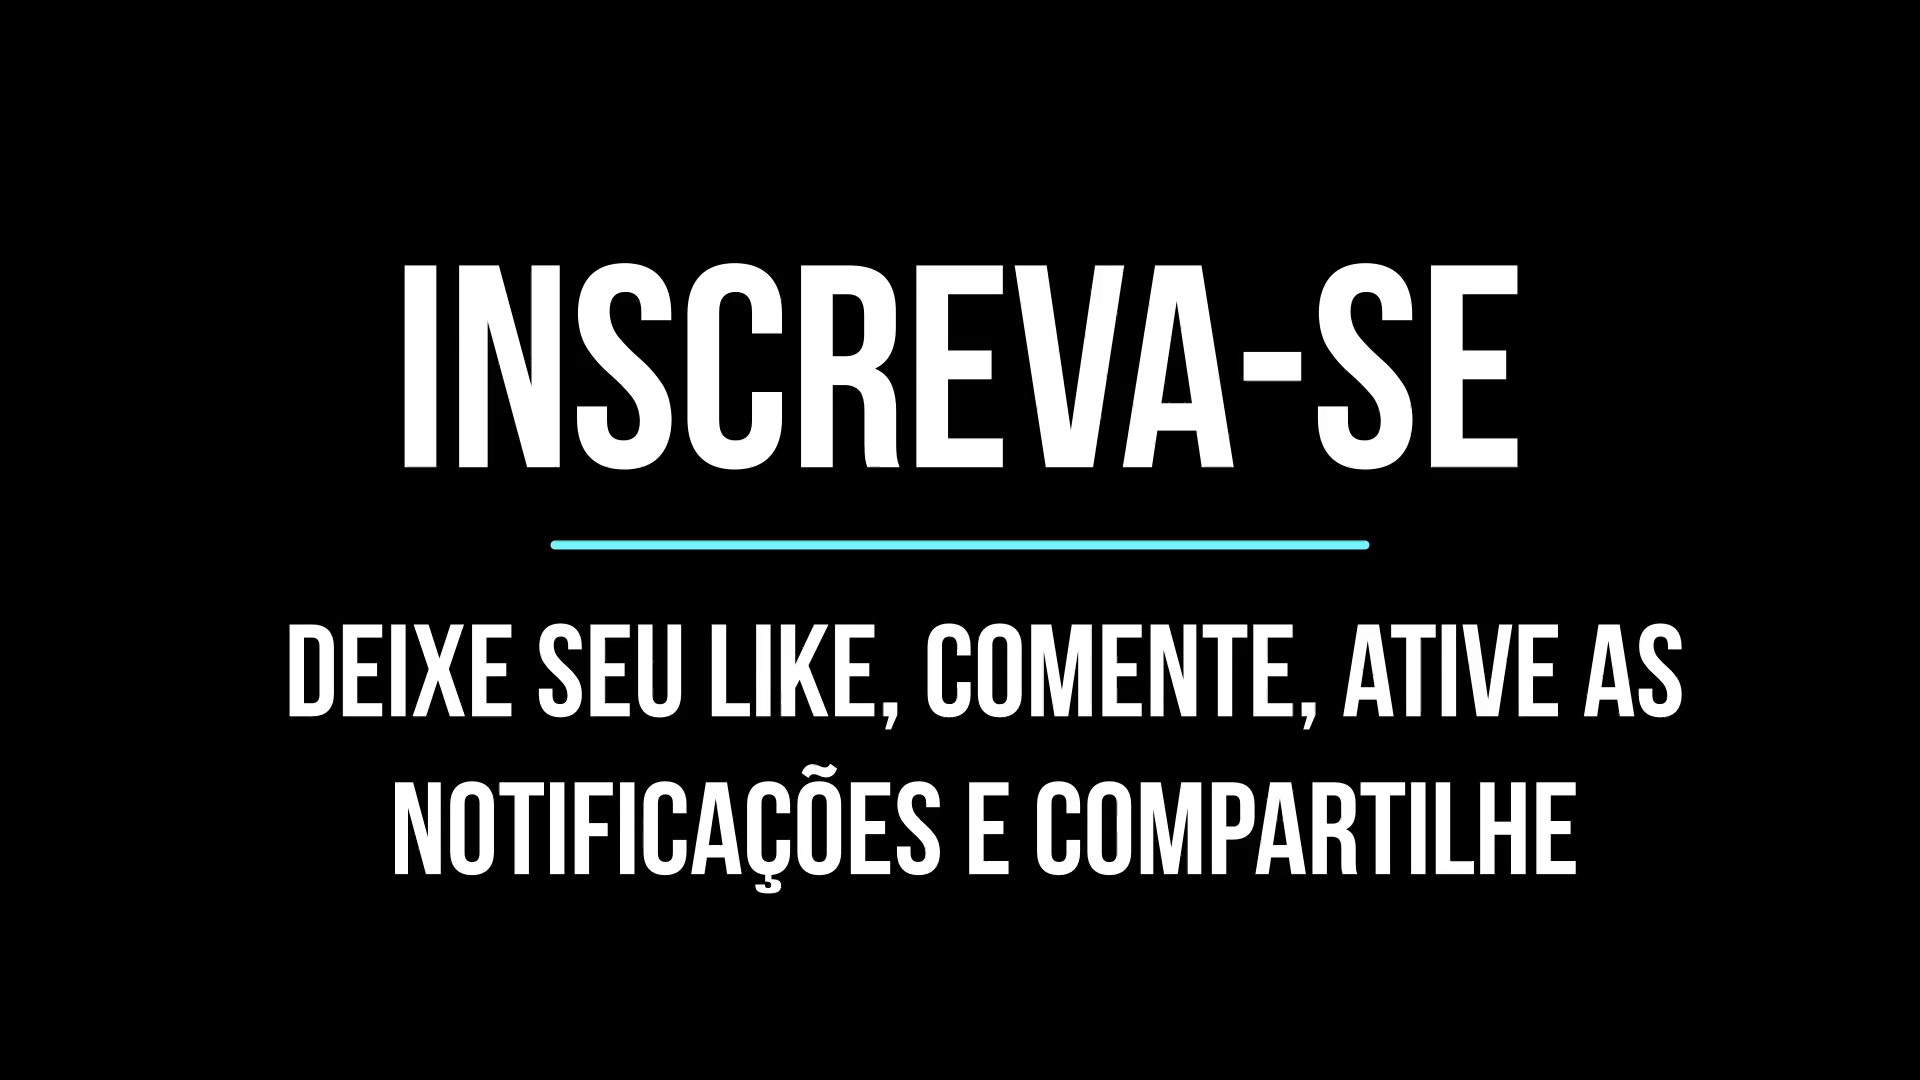 INSCREVA-SE
DEIXE SEU LIKE, COMENTE, ATIVE AS
NOTIFICAÇÕES E COMPARTILHE